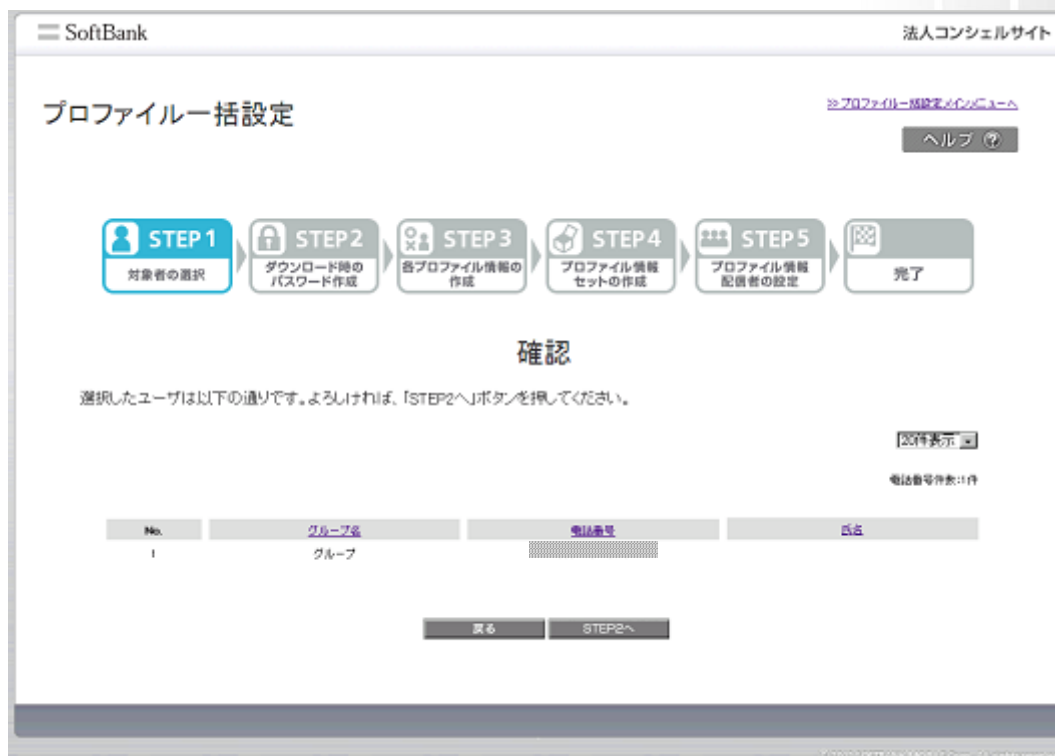 SoftBank
法人コンシェルサイト
プロファイル一括設定
≫プロファイル一括設定メインメニューへ
ヘルプ ?
STEP1
対象者の選択
STEP2
ダウンロード時の
パスワード作成
STEP3
各プロファイル情報の
作成
STEP4
プロファイル情報
セットの作成
STEP5
プロファイル情報
配信者の設定
完了
確認
選択したユーザは以下の通りです。よろしければ、「STEP2へ」ボタンを押してください。
20件表示
電話番号件数:1件
No. グループ名 電話番号 氏名
1 グループ
戻る STEP2へ